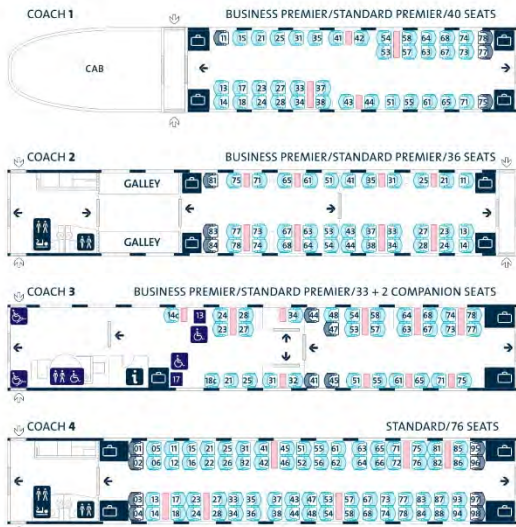 COACH 1 BUSINESS PREMIER/STANDARD PREMIER/40 SEATS
11 15 21 25 31 35 41 42 54 58 64 68 74 78
53 57 63 67 73 77
CAB
13 17 23 27 33 37
14 18 24 28 34 38 43 44 51 55 61 65 71 75
COACH 2 BUSINESS PREMIER/STANDARD PREMIER/36 SEATS
GALLEY 81 75 71 65 61 51 41 35 31 25 21 11
83 77 73 67 63 53 43 37 33 27 23 13
GALLEY 84 78 74 68 64 54 44 38 34 28 24 14
COACH 3 BUSINESS PREMIER/STANDARD PREMIER/33 + 2 COMPANION SEATS
14c 13 24 28 34 44 48 54 58 64 68 74 78
23 27 47 53 57 63 67 73 77
i 17 18c 21 25 31 32 41 45 51 55 61 65 71 75
COACH 4 STANDARD/76 SEATS
01 05 11 15 21 25 31 35 41 45 51 55 61 65 71 75 81 85 95
02 06 12 16 22 26 32 36 42 46 52 56 62 66 72 76 82 86 96
03 13 17 23 27 33 35 37 43 47 53 57 63 67 73 77 83 87 93 97
04 14 18 24 28 34 36 38 44 48 54 58 64 68 74 78 84 88 94 98